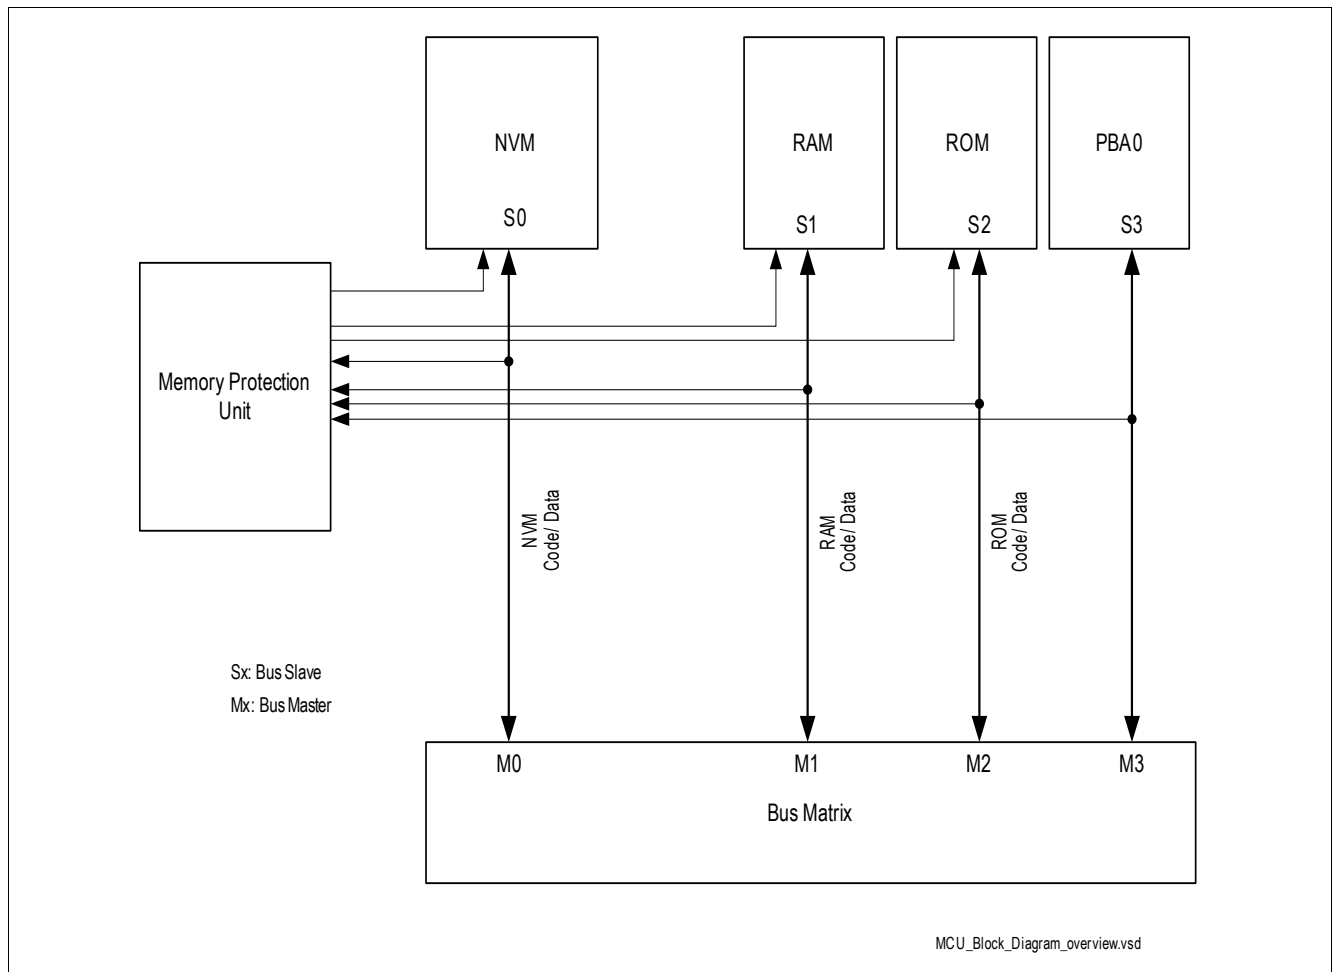 NVM
S0
RAM
S1
ROM
S2
PBA0
S3
Memory Protection
Unit
NVM
Code/ Data
RAM
Code/ Data
ROM
Code/ Data
Sx: Bus Slave
Mx: Bus Master
M0
M1
M2
M3
Bus Matrix
MCU_Block_Diagram_overview.vsd